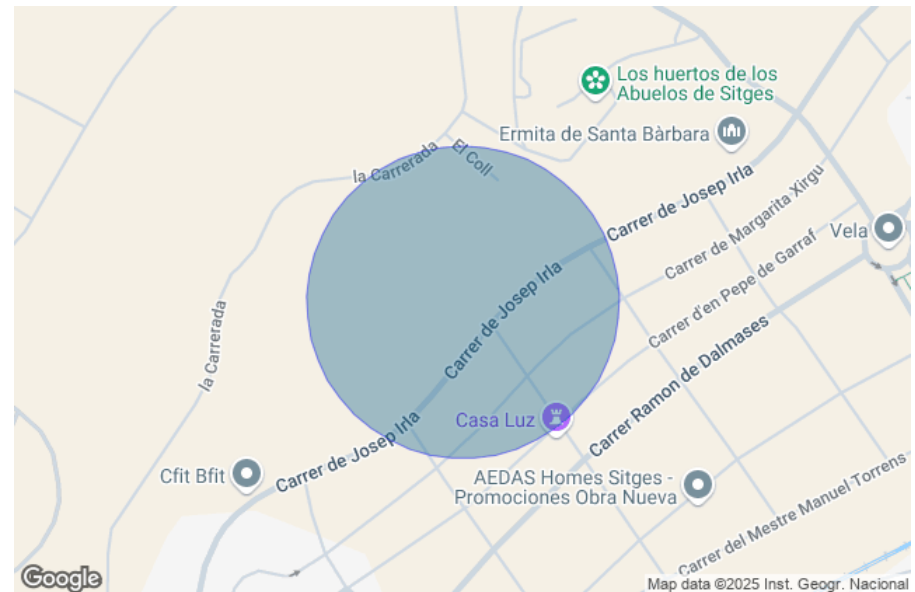 Los huertos de los
Abuelos de Sitges
Ermita de Santa Bàrbara
la Carrerada
El Coll
Carrer de Josep Irla
Carrer de Margarita Xirgu
Vela
Carrer d'en Pepe de Garraf
Carrer de Josep Irla
la Carrerada
Carrer Ramon de Dalmases
Casa Luz
Carrer de Josep Irla
Cfit Bfit
AEDAS Homes Sitges -
Promociones Obra Nueva
Carrer del Mestre Manuel Torrens
Google
Map data ©2025 Inst. Geogr. Nacional